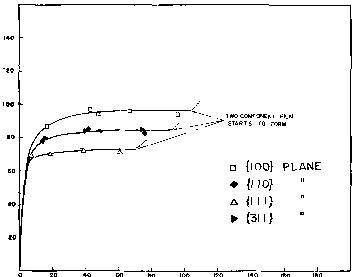 140
120
100
80
60
40
20
TWO COMPONENT FILM
STARTS TO FORM
{100} PLANE
{110} "
{111} "
{311} "
0 20 40 60 80 100 120 140 160 180